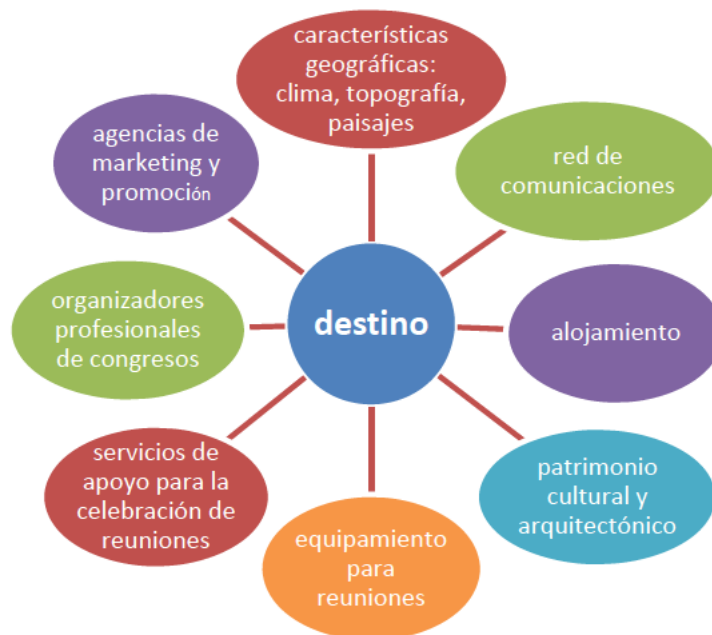 características
geográficas:
clima, topografía,
paisajes
agencias de
marketing y
promoción
red de
comunicaciones
organizadores
profesionales
de congresos
destino
alojamiento
servicios de
apoyo para la
celebración de
reuniones
patrimonio
cultural y
arquitectónico
equipamiento
para
reuniones